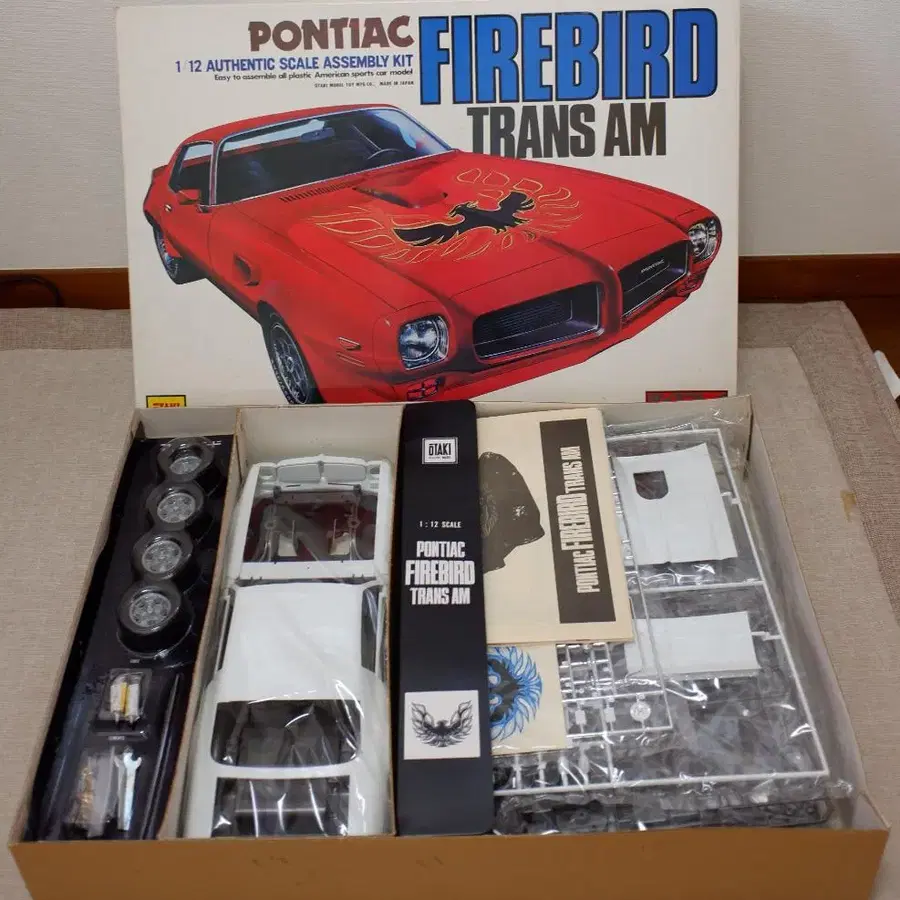 PONTIAC
FIREBIRD
1/12 AUTHENTIC SCALE ASSEMBLY KIT
Easy to assemble all plastic American sports car model
OTAKI MODEL TOY MFG CO., MADE IN JAPAN
TRANS AM
PONTIAC
OTAKI
OTAKI
1:12 SCALE
PONTIAC
FIREBIRD
TRANS AM
PONTIAC FIREBIRD TRANS AM